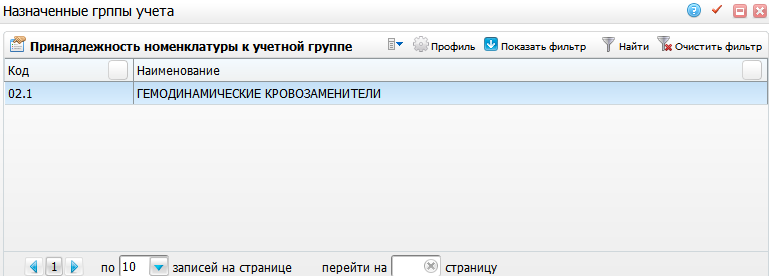 Назначенные грппы учета
Принадлежность номенклатуры к учетной группе Профиль Показать фильтр Найти Очистить фильтр
Код Наименование
02.1 ГЕМОДИНАМИЧЕСКИЕ КРОВОЗАМЕНИТЕЛИ
1 по 10 записей на странице перейти на страницу